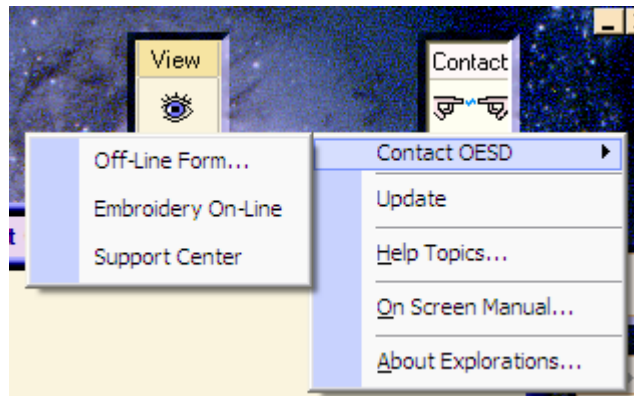 View
Contact
Off-Line Form...
Embroidery On-Line
Support Center
Contact OESD
Update
Help Topics...
On Screen Manual...
About Explorations...